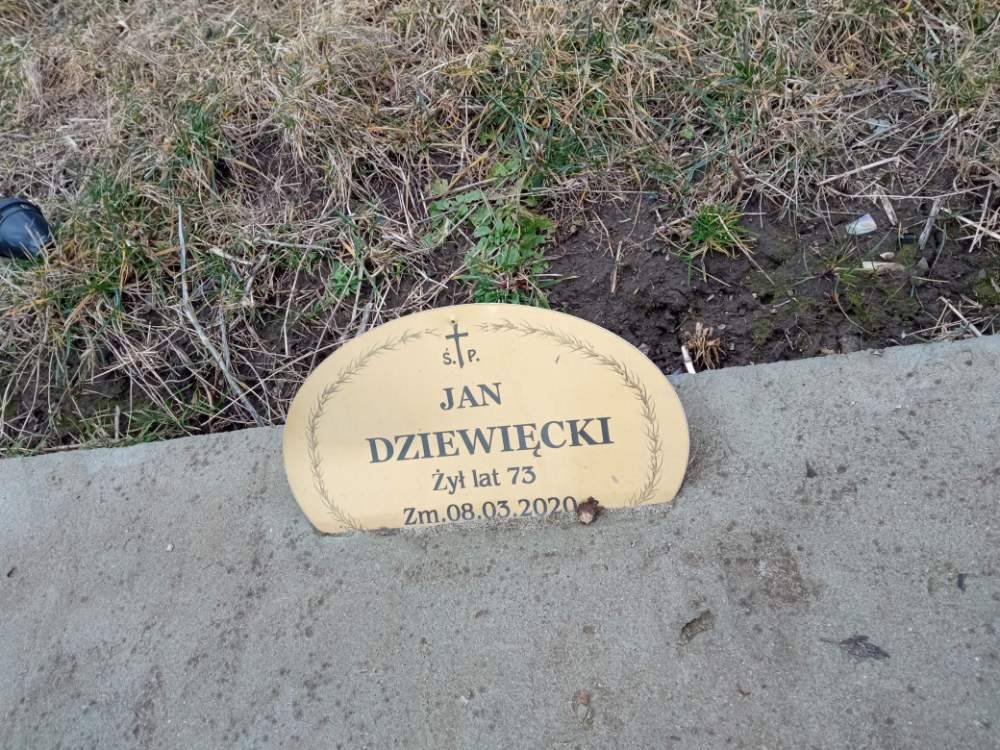 Ś. P.
JAN
DZIEWIĘCKI
Żył lat 73
Zm.08.03.2020